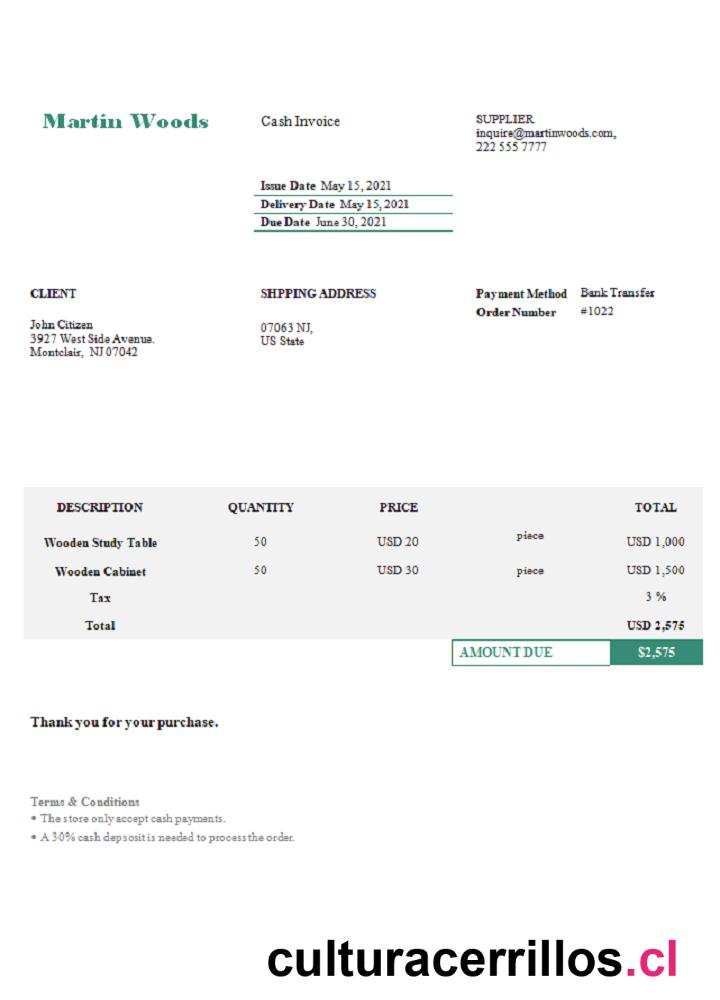 Martin Woods
Cash Invoice
SUPPLIER
inquire@martinwoods.com,
222 555 7777
Issue Date May 15, 2021
Delivery Date May 15, 2021
Due Date June 30, 2021
CLIENT
John Citizen
3927 West Side Avenue.
Montclair, NJ 07042
SHPPING ADDRESS
07063 NJ,
US State
Payment Method Bank Transfer
Order Number #1022
DESCRIPTION QUANTITY PRICE TOTAL
Wooden Study Table 50 USD 20 piece USD 1,000
Wooden Cabinet 50 USD 30 piece USD 1,500
Tax 3 %
Total USD 2,575
AMOUNT DUE $2,575
Thank you for your purchase.
Terms & Conditions
• The store only accept cash payments.
• A 30% cash depsosit is needed to process the order.
culturacerrillos.cl